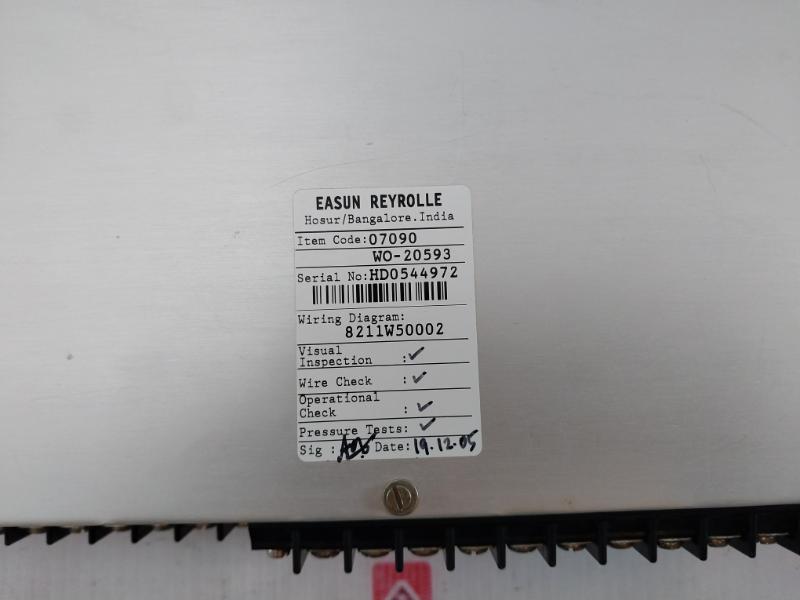 EASUN REYROLLE
Hosur/Bangalore.India
Item Code:07090
WO-20593
Serial No:HD0544972
Wiring Diagram:
8211W50002
Visual
Inspection :✓
Wire Check :✓
Operational
Check :✓
Pressure Tests:✓
Sig : Date: 19.12.05